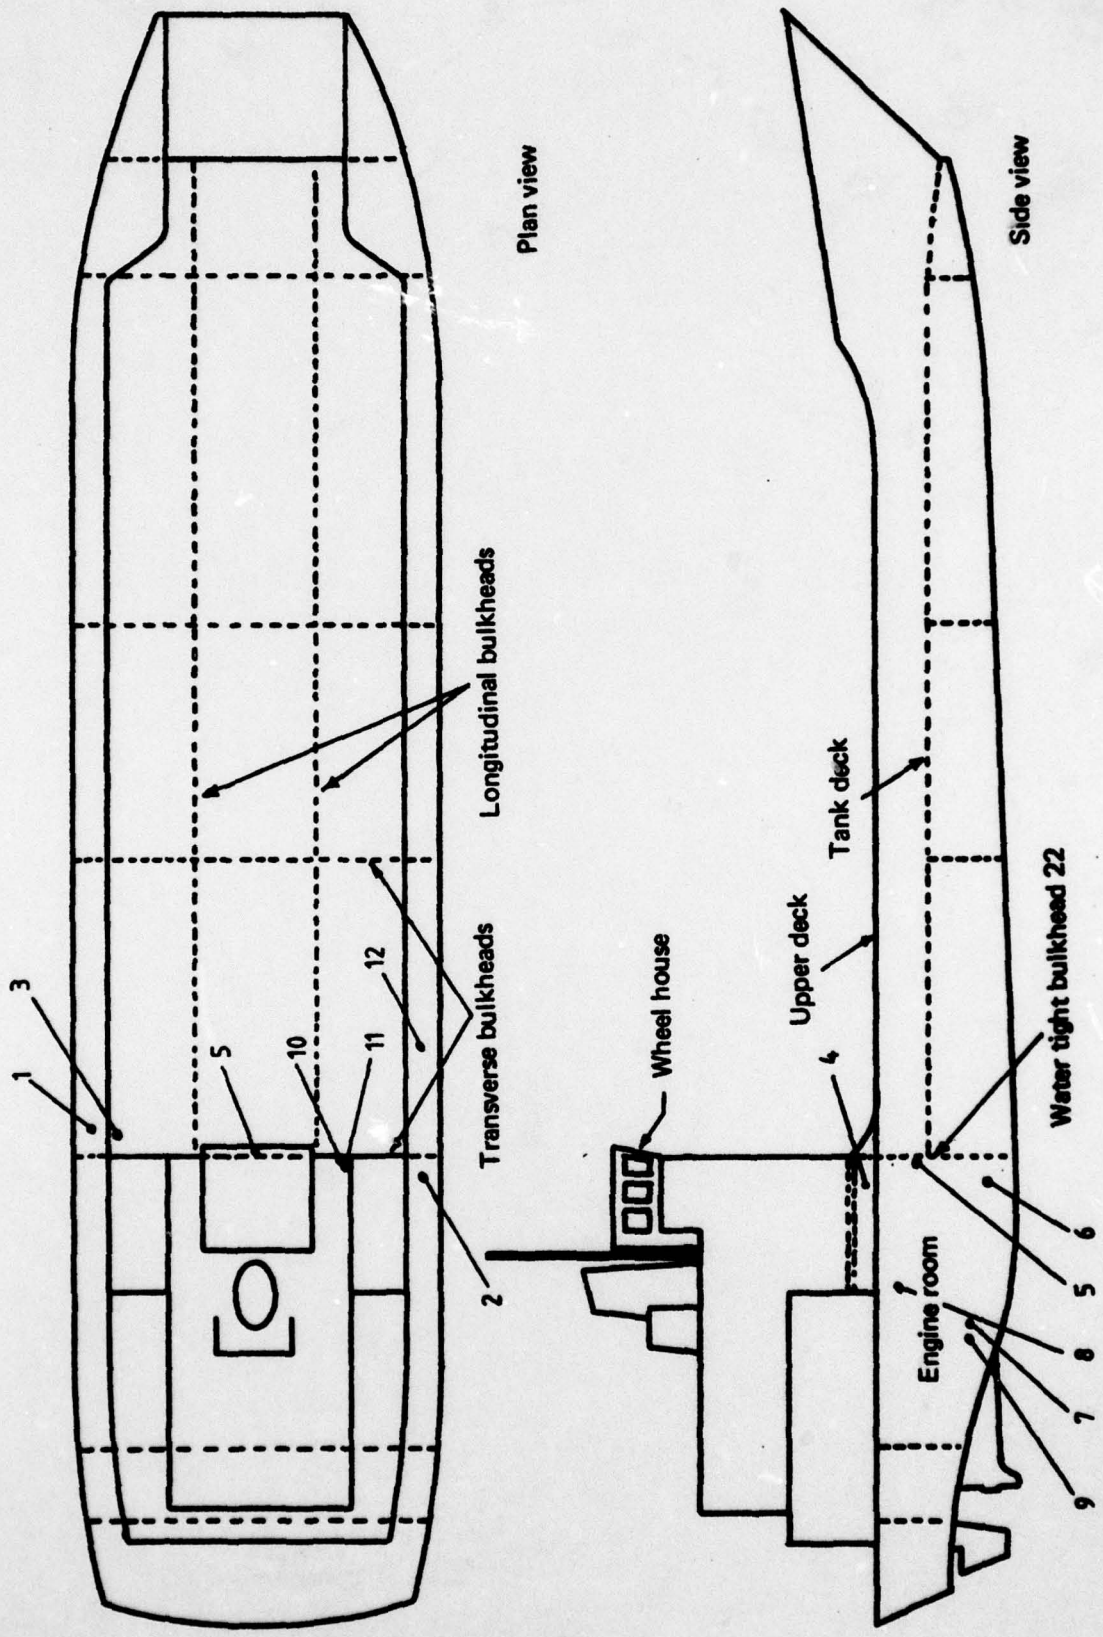 1
3
5
10
11
12
2
Transverse bulkheads
Longitudinal bulkheads
Plan view
Wheel house
4
Upper deck
Tank deck
Engine room
Water tight bulkhead 22
9
7
8
5
6
Side view